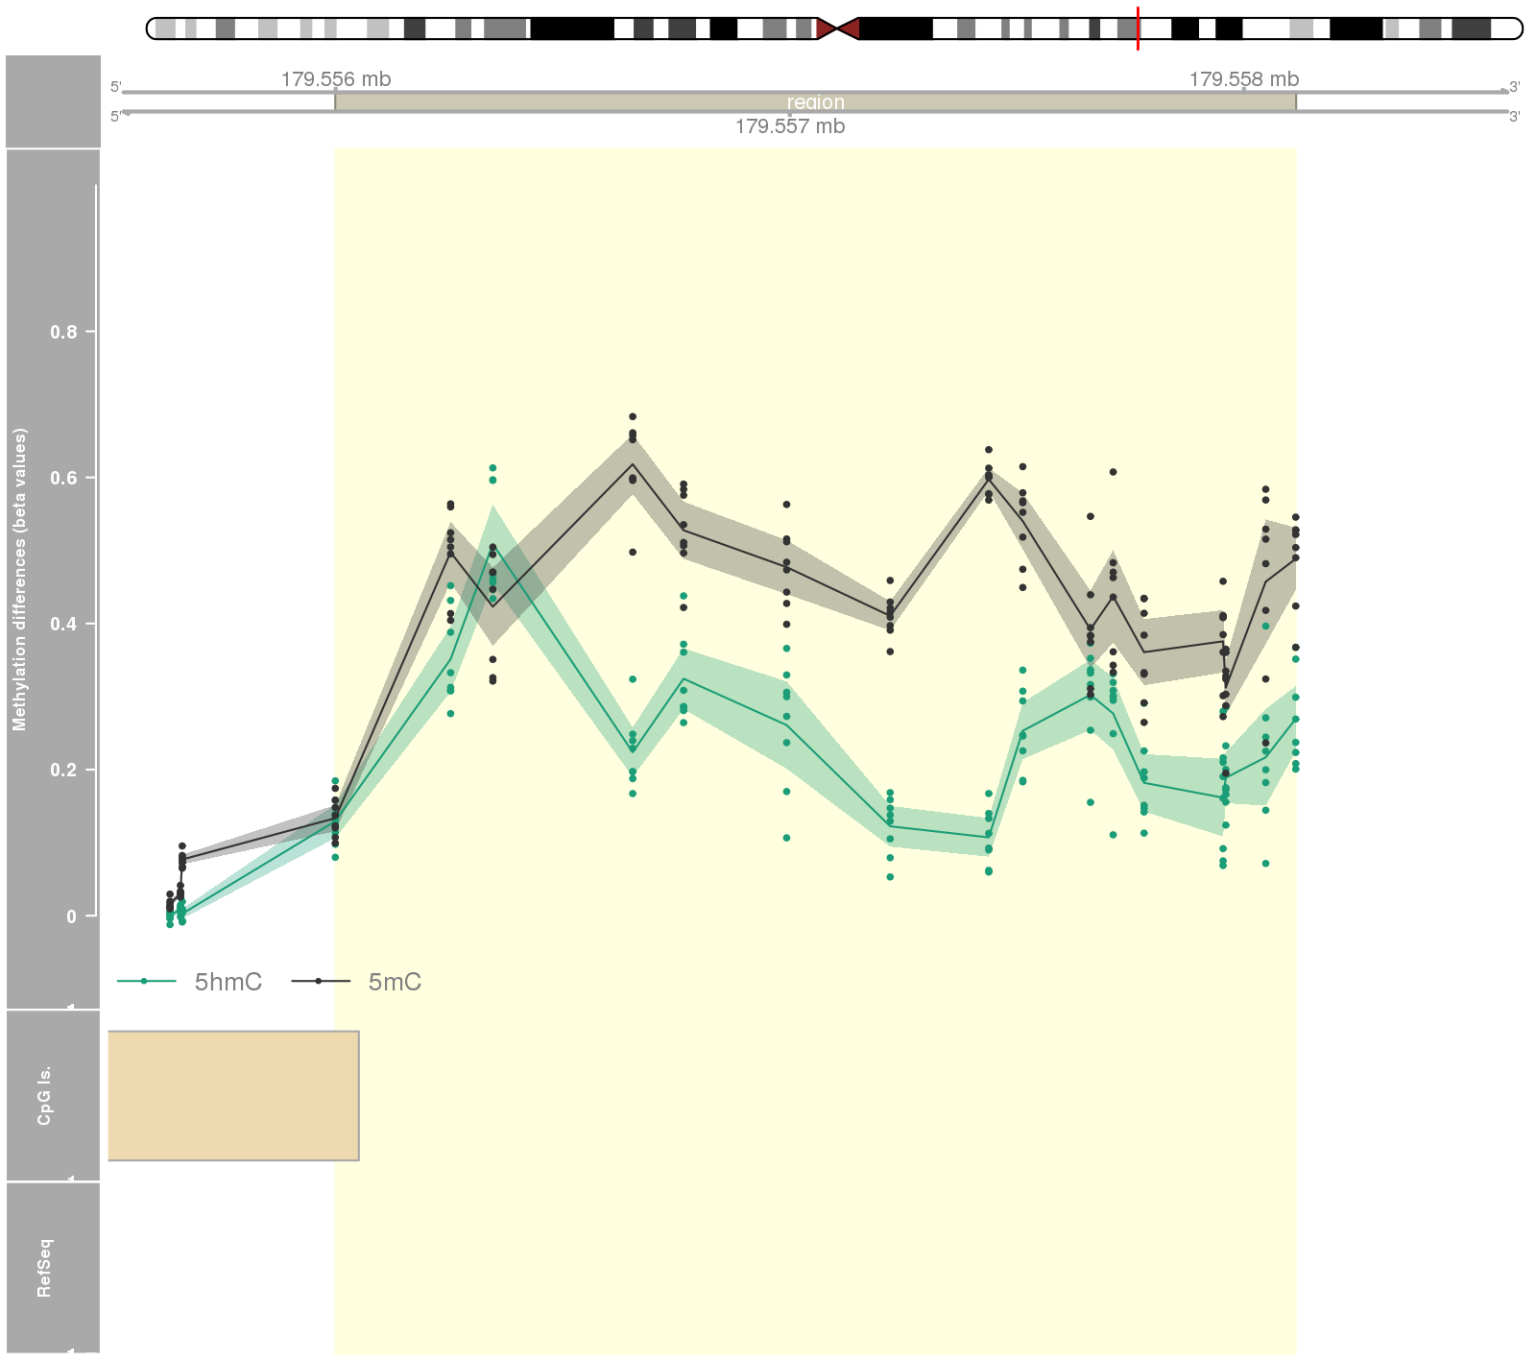 179.556 mb
179.558 mb
5'
3'
region
5'
3'
179.557 mb
Methylation differences (beta values)
0.8
0.6
0.4
0.2
0
5hmC
5mC
CpG Is.
RefSeq